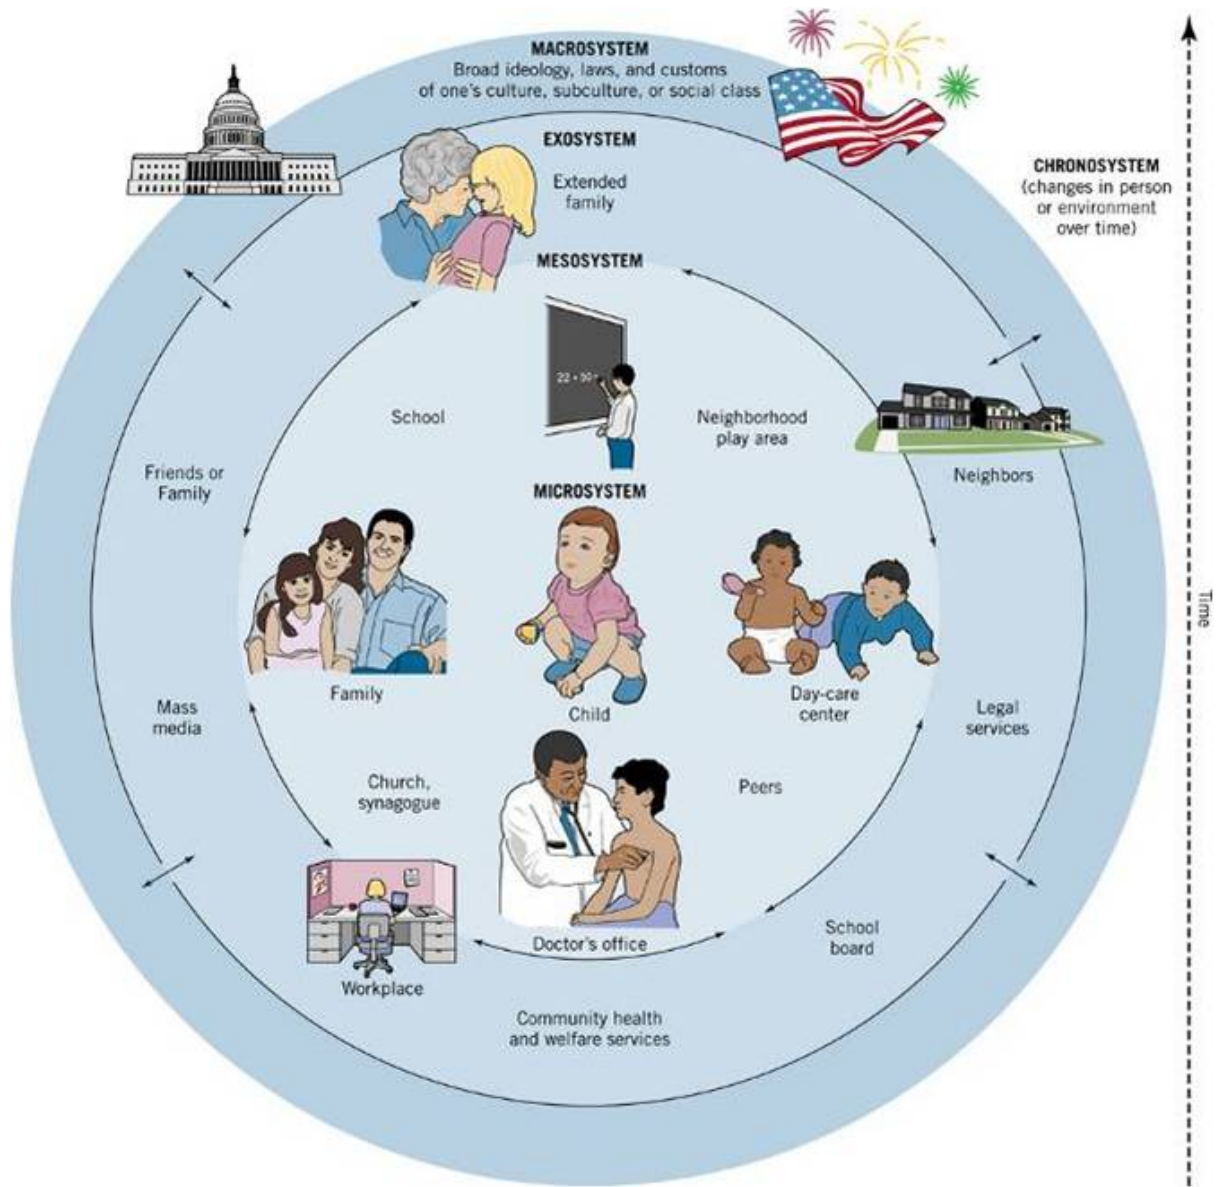 MACROSYSTEM
Broad ideology, laws, and customs
of one's culture, subculture, or social class
EXOSYSTEM
Extended
family
CHRONOSYSTEM
(changes in person
or environment
over time)
MESOSYSTEM
School
Neighborhood
play area
Friends or
Family
Neighbors
MICROSYSTEM
Time
Family
Child
Day-care
center
Mass
media
Legal
services
Church,
synagogue
Peers
Doctor's office
School
board
Workplace
Community health
and welfare services